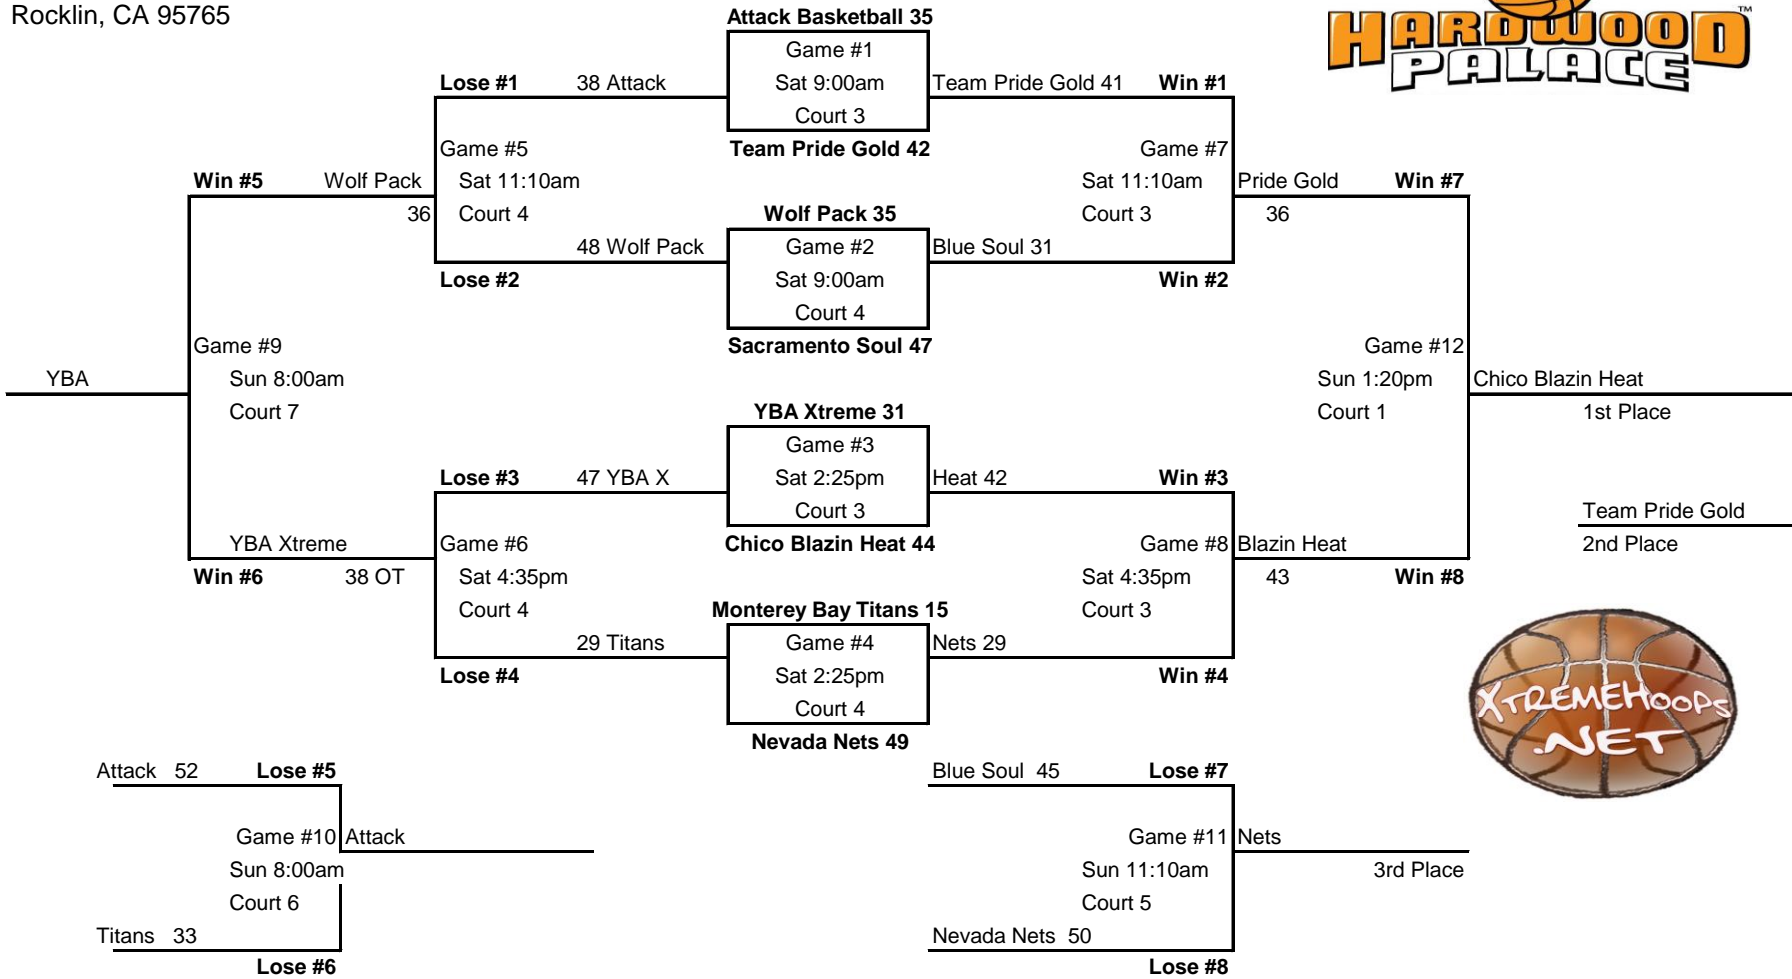 Rocklin, CA 95765
HARDWOOD PALACE™
Attack Basketball 35
Game #1
Lose #1 38 Attack Sat 9:00am Team Pride Gold 41 Win #1
Court 3
Game #5 Team Pride Gold 42 Game #7
Win #5 Wolf Pack Sat 11:10am Sat 11:10am Pride Gold Win #7
36 Court 4 Wolf Pack 35 Court 3 36
48 Wolf Pack Game #2 Blue Soul 31
Lose #2 Sat 9:00am Win #2
Court 4
Game #9 Sacramento Soul 47 Game #12
YBA Sun 8:00am Sun 1:20pm Chico Blazin Heat
Court 7 YBA Xtreme 31 Court 1 1st Place
Game #3
Lose #3 47 YBA X Sat 2:25pm Heat 42 Win #3
Court 3 Team Pride Gold
YBA Xtreme Game #6 Chico Blazin Heat 44 Game #8 Blazin Heat 2nd Place
Win #6 38 OT Sat 4:35pm Sat 4:35pm 43 Win #8
Court 4 Monterey Bay Titans 15 Court 3
29 Titans Game #4 Nets 29
Lose #4 Sat 2:25pm Win #4
Court 4
Nevada Nets 49
XTREMEHOOPS
.NET
Attack 52 Lose #5 Blue Soul 45 Lose #7
Game #10 Attack Game #11 Nets
Sun 8:00am Sun 11:10am 3rd Place
Court 6 Court 5
Titans 33 Nevada Nets 50
Lose #6 Lose #8